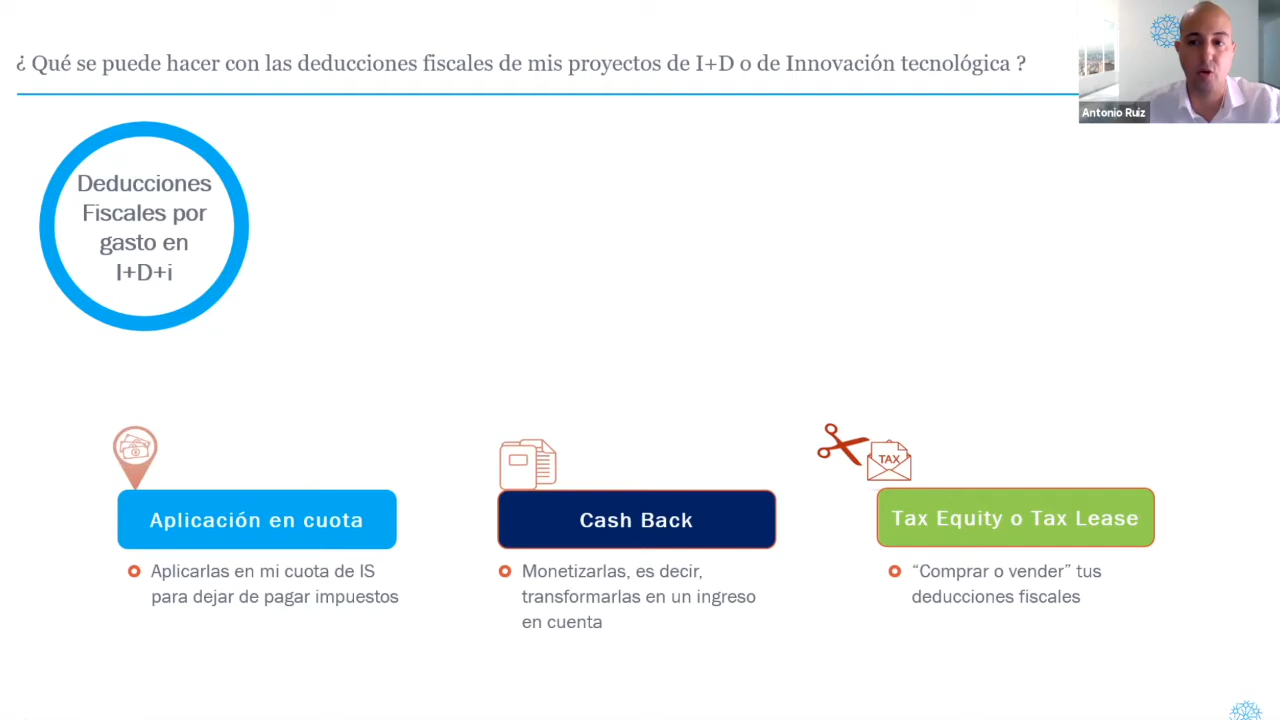 ¿ Qué se puede hacer con las deducciones fiscales de mis proyectos de I+D o de Innovación tecnológica ?
Antonio Ruiz
Deducciones
Fiscales por
gasto en
I+D+i
Aplicación en cuota
Aplicarlas en mi cuota de IS
para dejar de pagar impuestos
Cash Back
Monetizarlas, es decir,
transformarlas en un ingreso
en cuenta
TAX
Tax Equity o Tax Lease
“Comprar o vender” tus
deducciones fiscales